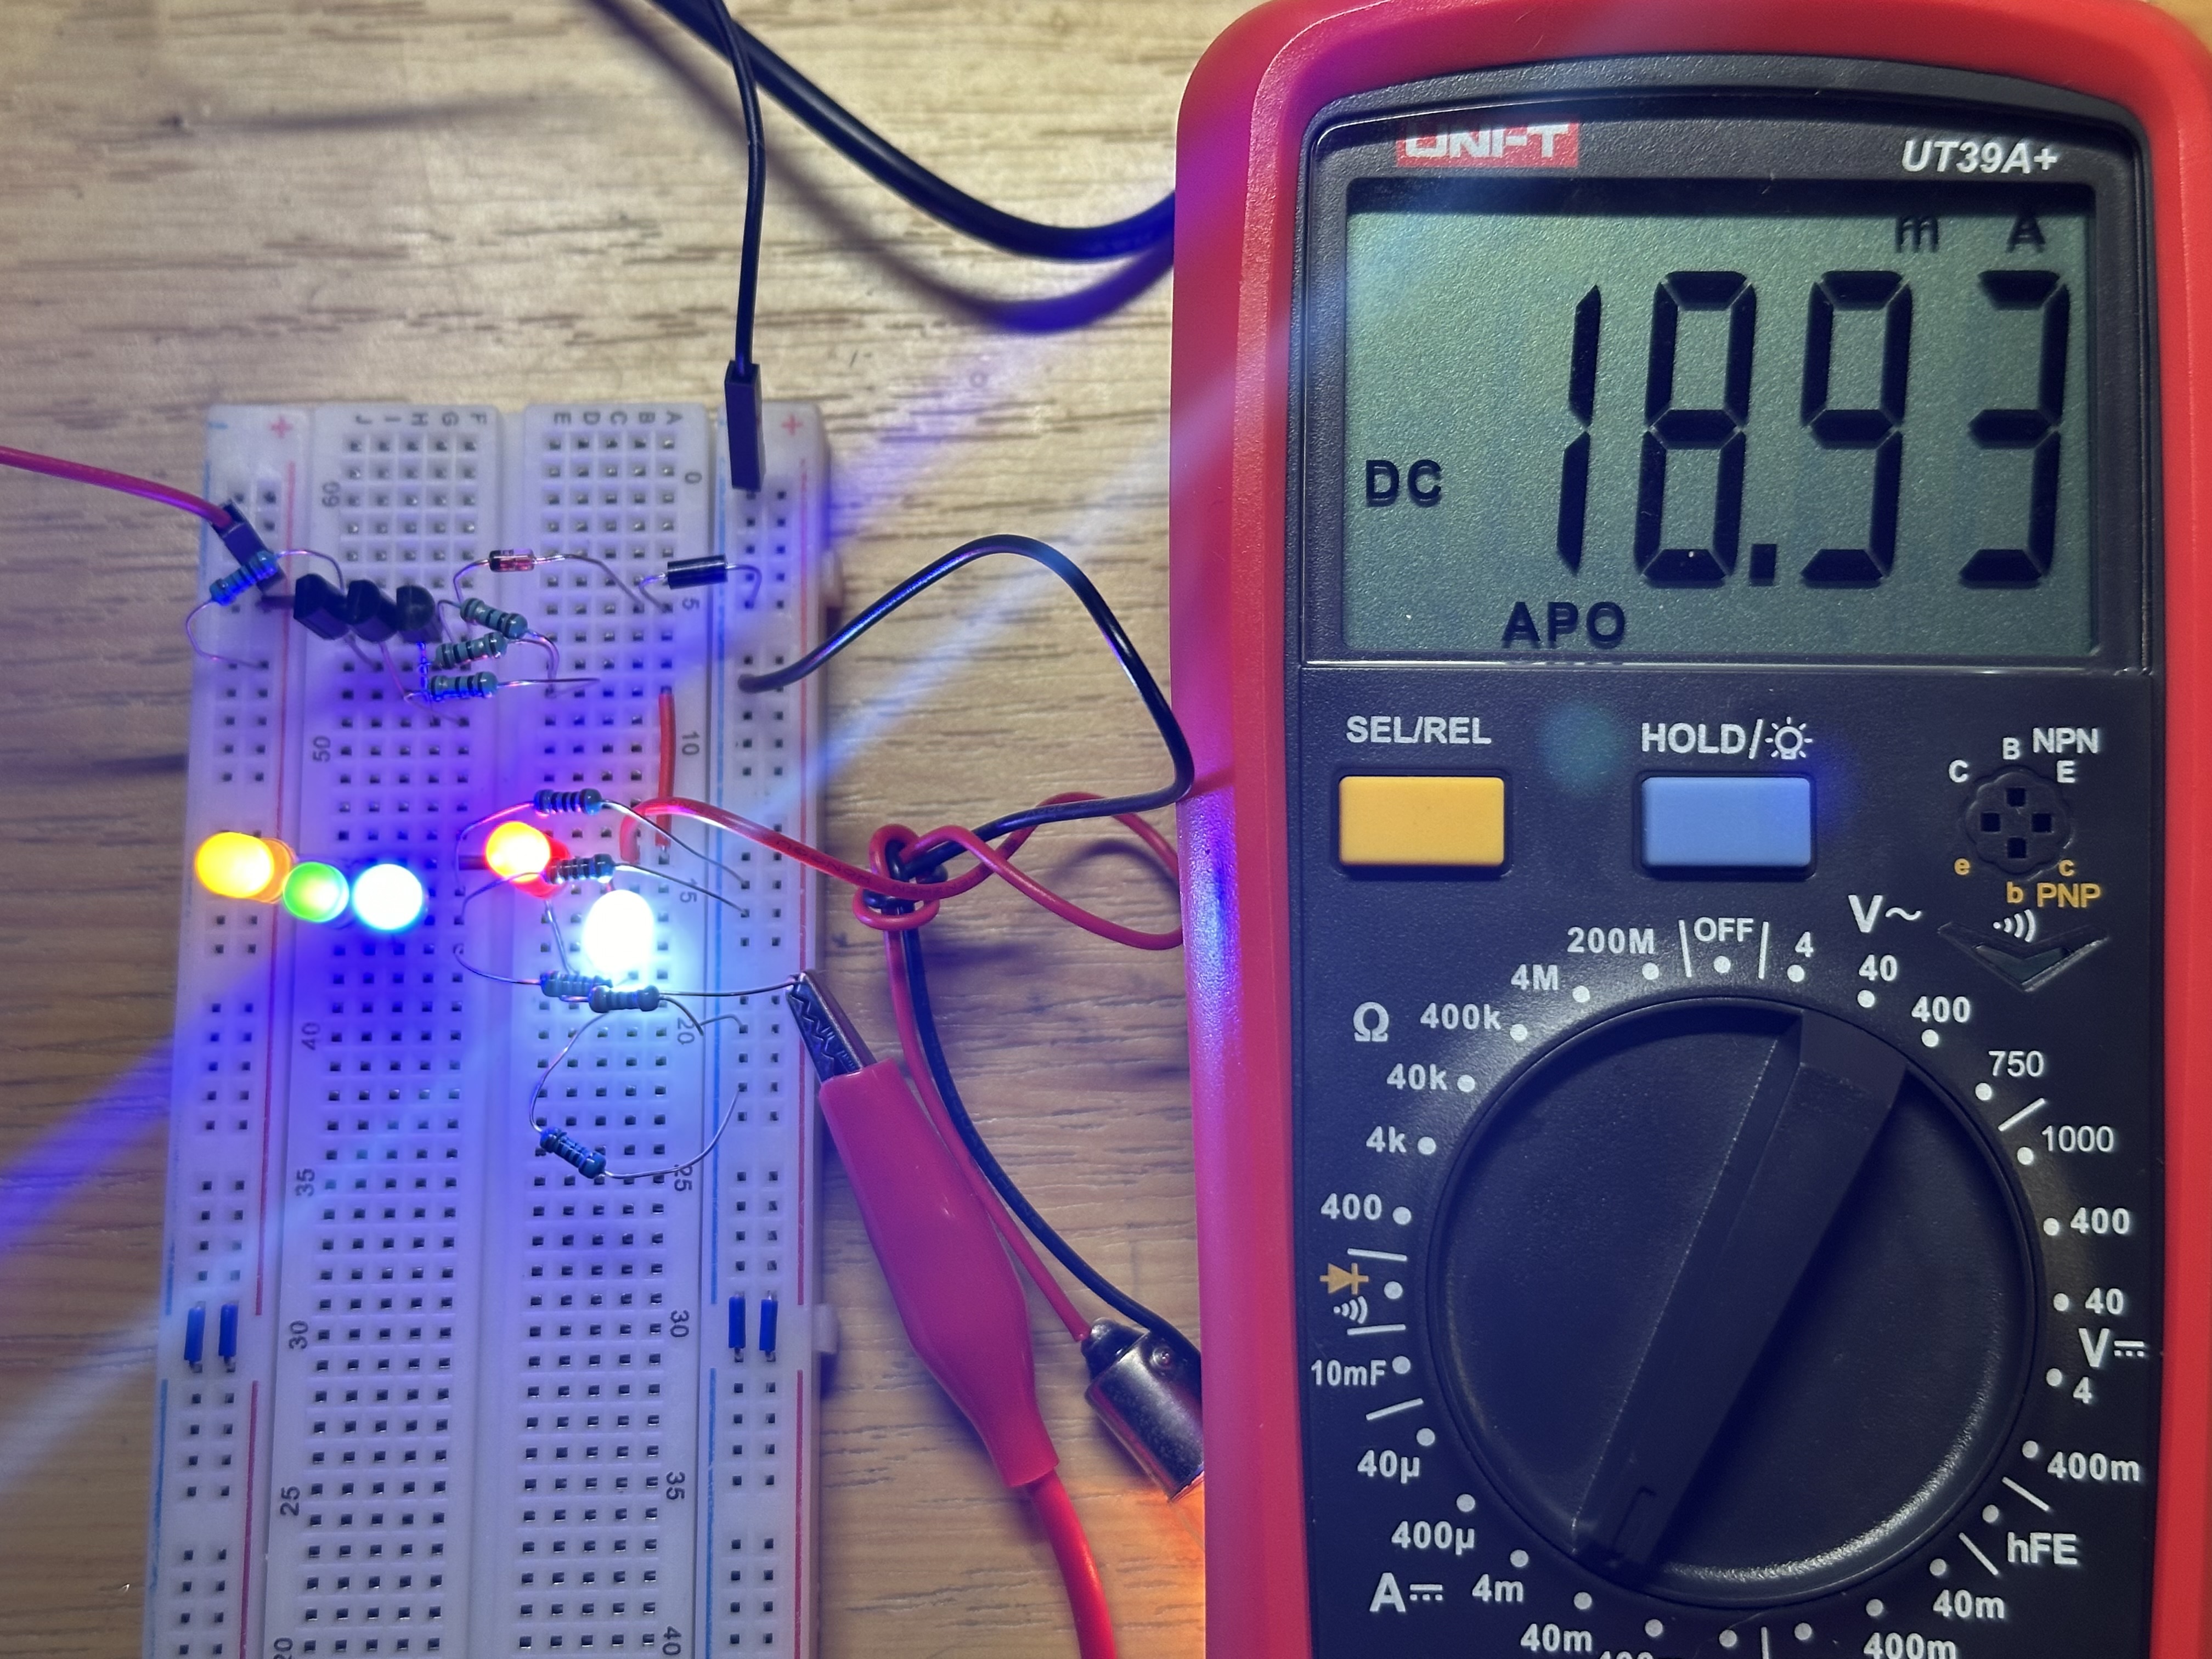 UNI-T
UT39A+
m A
DC
18.93
APO
SEL/REL
HOLD/
B NPN
C E
e c
b PNP
V~
200M
OFF
4
4M
40
Ω
400k
400
40k
750
4k
1000
400
400
40
V
10mF
4
40µ
400m
400µ
hFE
A
4m
40m
40m
400m
+
J I H G F
E D C B A
+
60
0
5
50
10
15
40
20
35
25
30
30
25
35
20
40